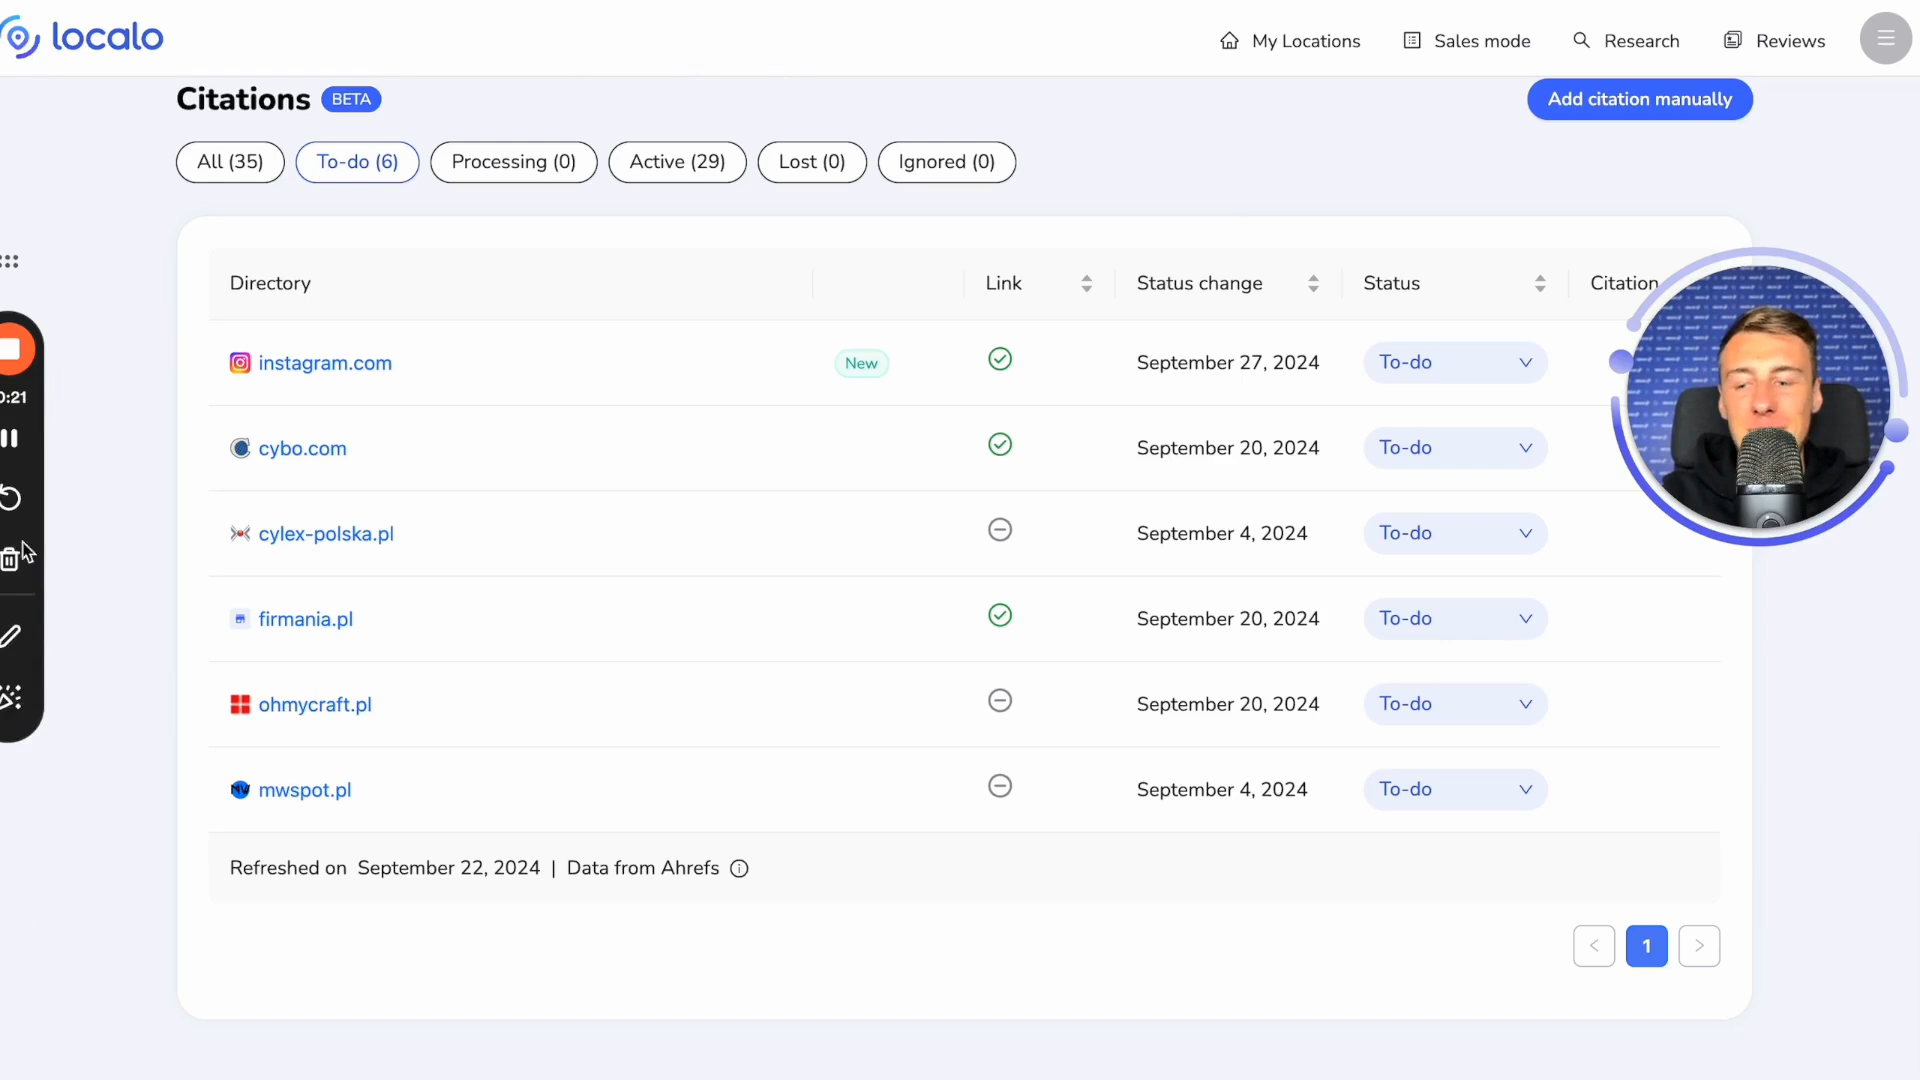 localo
My Locations
Sales mode
Research
Reviews
Citations BETA
Add citation manually
All (35)
To-do (6)
Processing (0)
Active (29)
Lost (0)
Ignored (0)
Directory
Link
Status change
Status
Citation
instagram.com New September 27, 2024 To-do
cybo.com September 20, 2024 To-do
cylex-polska.pl September 4, 2024 To-do
firmania.pl September 20, 2024 To-do
ohmycraft.pl September 20, 2024 To-do
mwspot.pl September 4, 2024 To-do
Refreshed on September 22, 2024 | Data from Ahrefs
< 1 >
0:21